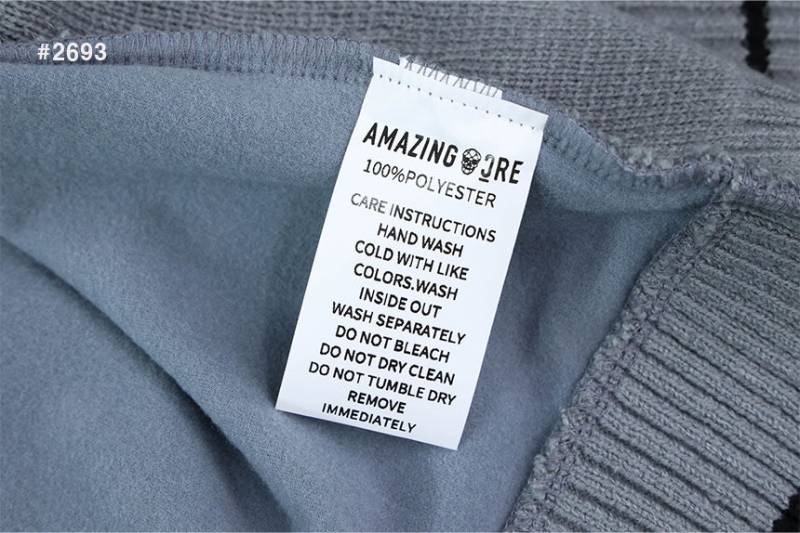 #2693
AMAZING CORE
100%POLYESTER
CARE INSTRUCTIONS
HAND WASH
COLD WITH LIKE
COLORS.WASH
INSIDE OUT
WASH SEPARATELY
DO NOT BLEACH
DO NOT DRY CLEAN
DO NOT TUMBLE DRY
REMOVE
IMMEDIATELY